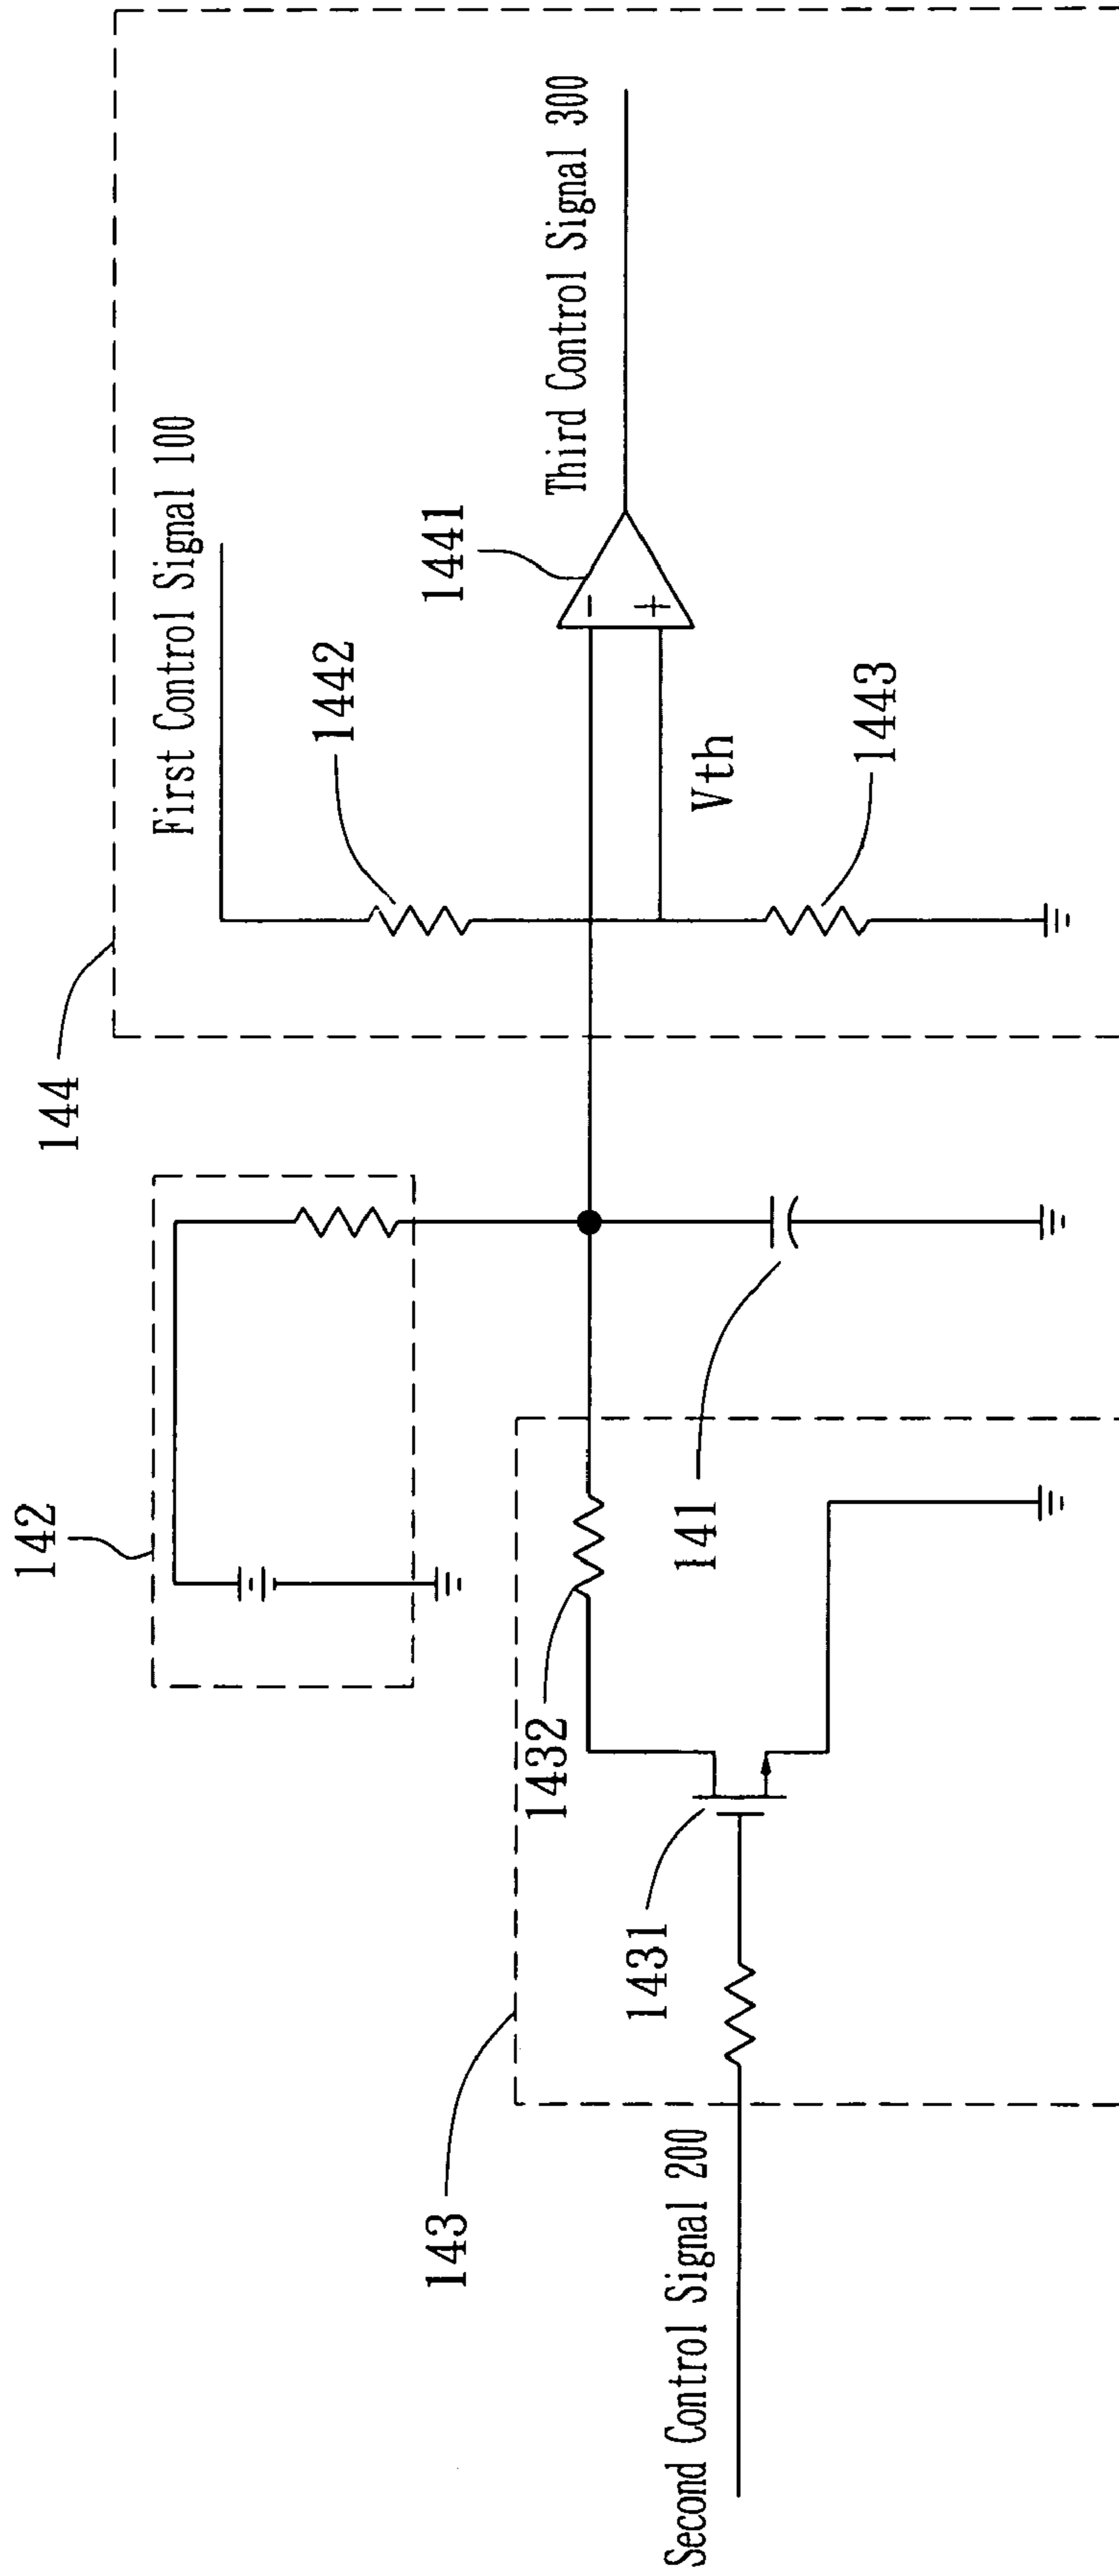 144
First Control Signal 100
142
1442
1441
Third Control Signal 300
Vth
1443
141
1432
1431
143
Second Control Signal 200